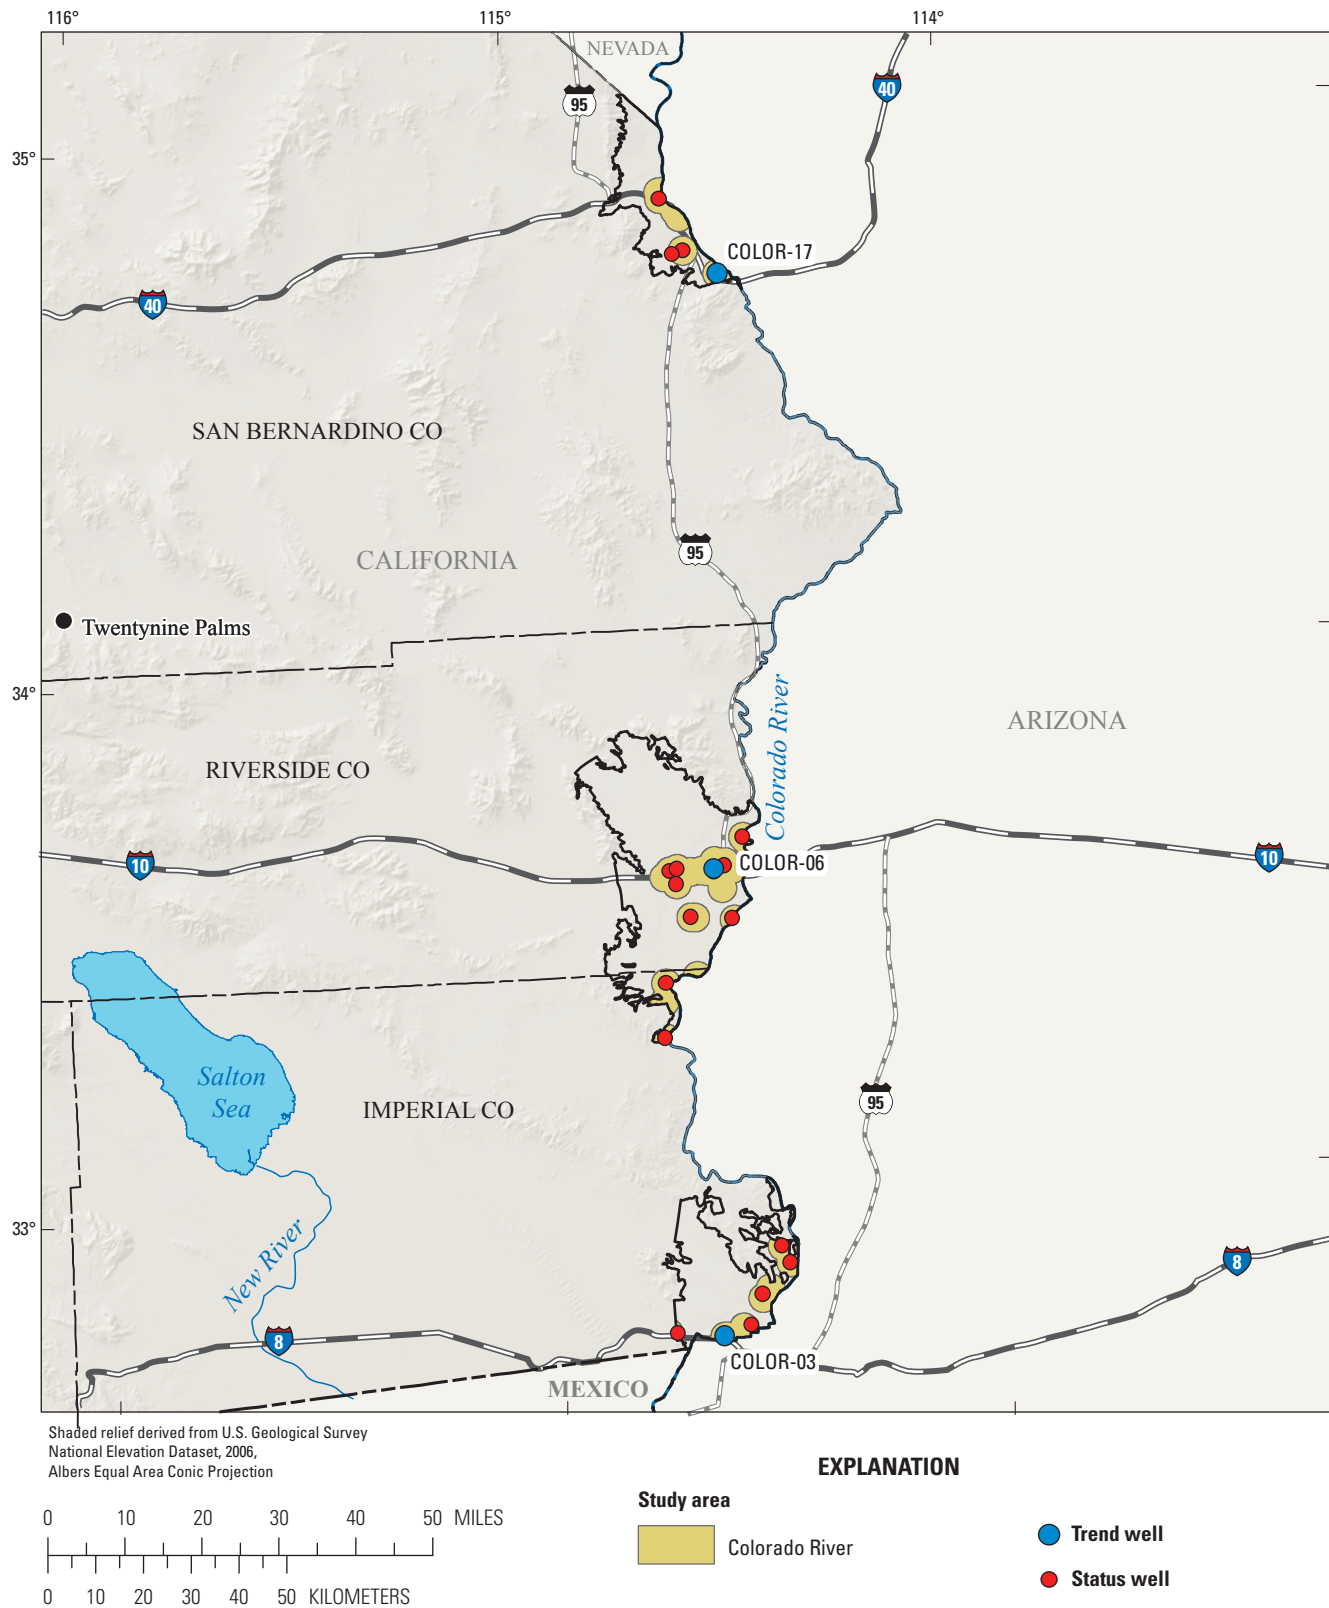 116°
115°
114°
NEVADA
95
40
35°
COLOR-17
40
SAN BERNARDINO CO
CALIFORNIA
95
Twentynine Palms
34°
Colorado River
ARIZONA
RIVERSIDE CO
10
COLOR-06
10
Salton
Sea
IMPERIAL CO
95
33°
New River
8
8
COLOR-03
MEXICO
Shaded relief derived from U.S. Geological Survey
National Elevation Dataset, 2006,
Albers Equal Area Conic Projection
0 10 20 30 40 50 MILES
0 10 20 30 40 50 KILOMETERS
EXPLANATION
Study area
Colorado River
Trend well
Status well